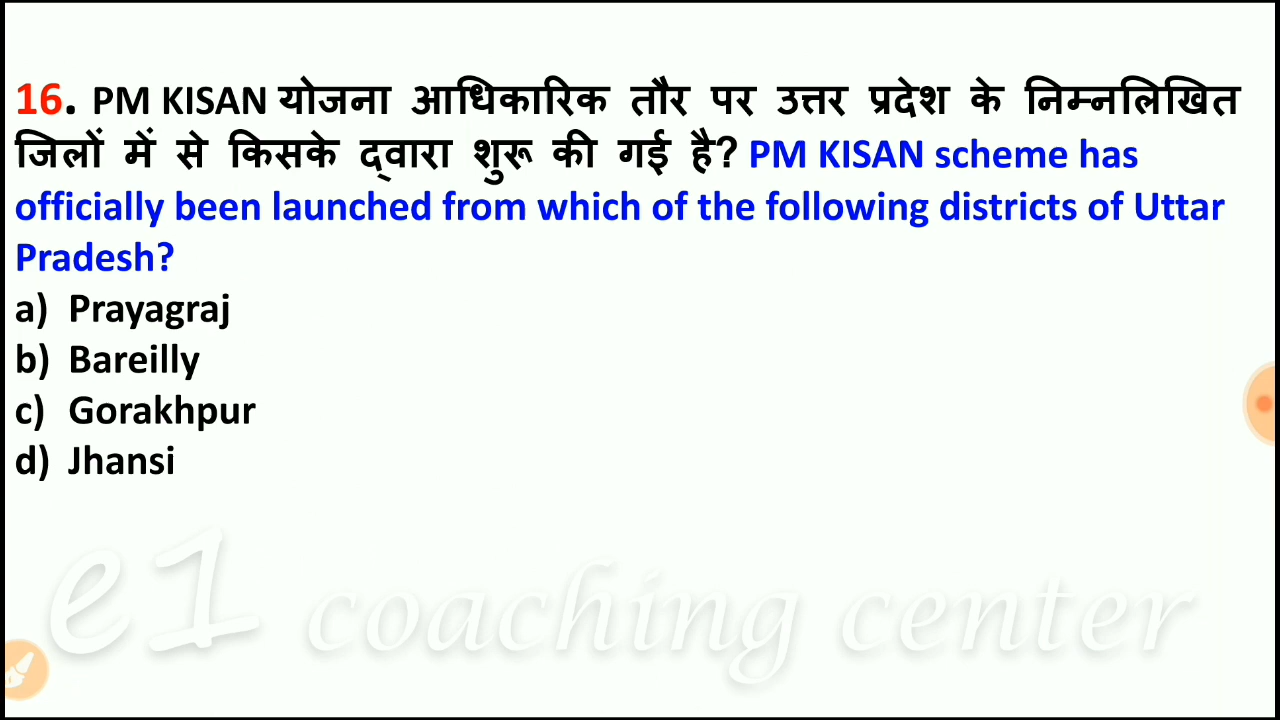 16. PM KISAN योजना आधिकारिक तौर पर उत्तर प्रदेश के निम्नलिखित
जिलों में से किसके द्वारा शुरू की गई है? PM KISAN scheme has
officially been launched from which of the following districts of Uttar
Pradesh?
a) Prayagraj
b) Bareilly
c) Gorakhpur
d) Jhansi
e1 coaching center